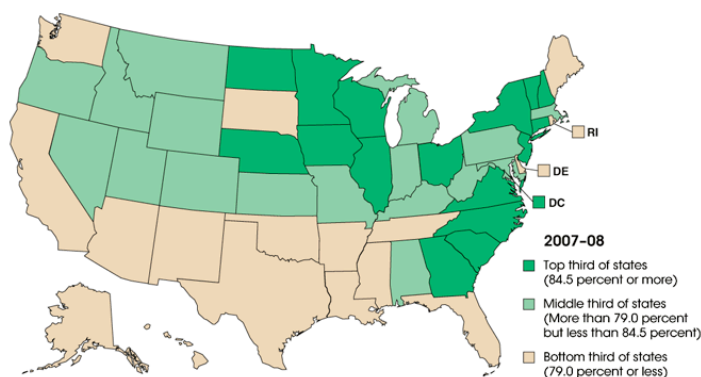 RI
DE
DC
2007–08
Top third of states
(84.5 percent or more)
Middle third of states
(More than 79.0 percent
but less than 84.5 percent)
Bottom third of states
(79.0 percent or less)